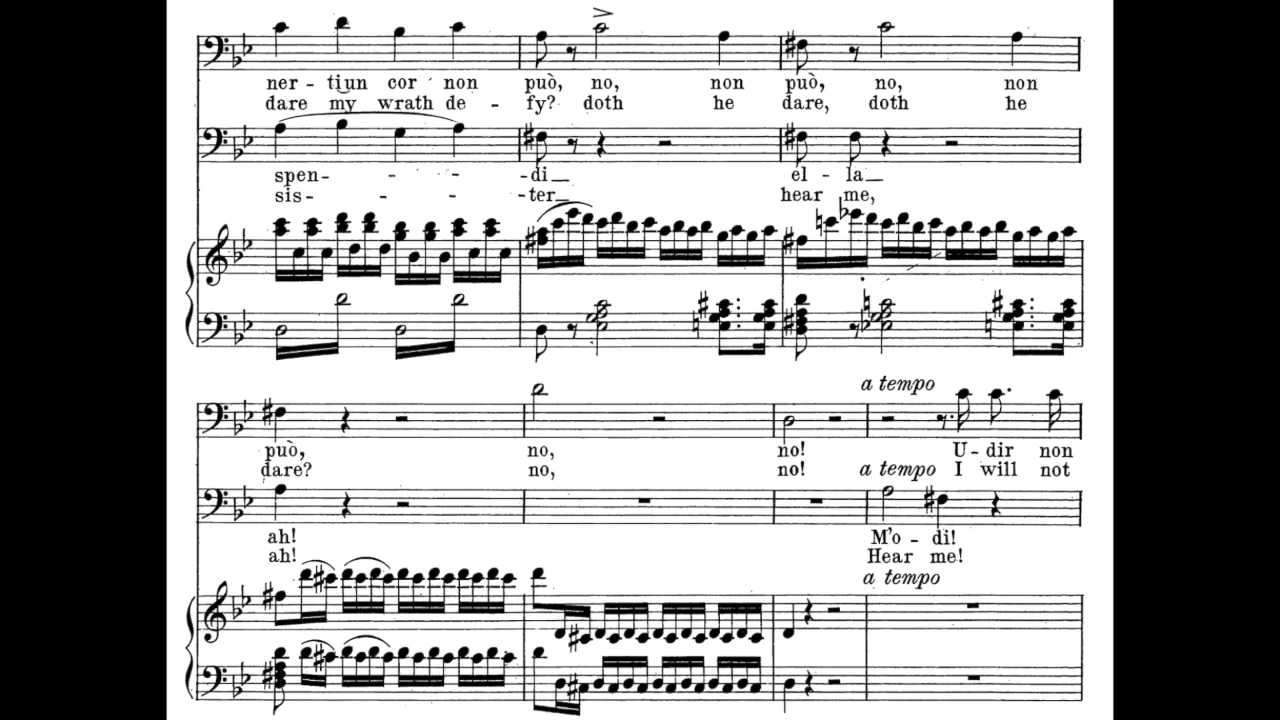 ner - tiun cor non può, no, non può, no, non
dare my wrath de - fy? doth he dare, doth he
spen - - - - di el - la
sis - - - - ter hear me,
a tempo
può, no, no! U - dir non
dare? no, no! a tempo I will not
ah! M'o - di!
ah! Hear me!
a tempo